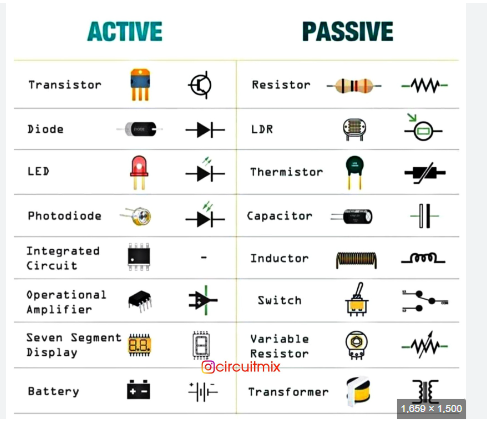 ACTIVE PASSIVE
Transistor Resistor
Diode LDR
LED Thermistor
Photodiode Capacitor
Integrated
Circuit - Inductor
Operational
Amplifier Switch
Seven Segment
Display Variable
Resistor
circuitmix
Battery Transformer
1,659 × 1,500